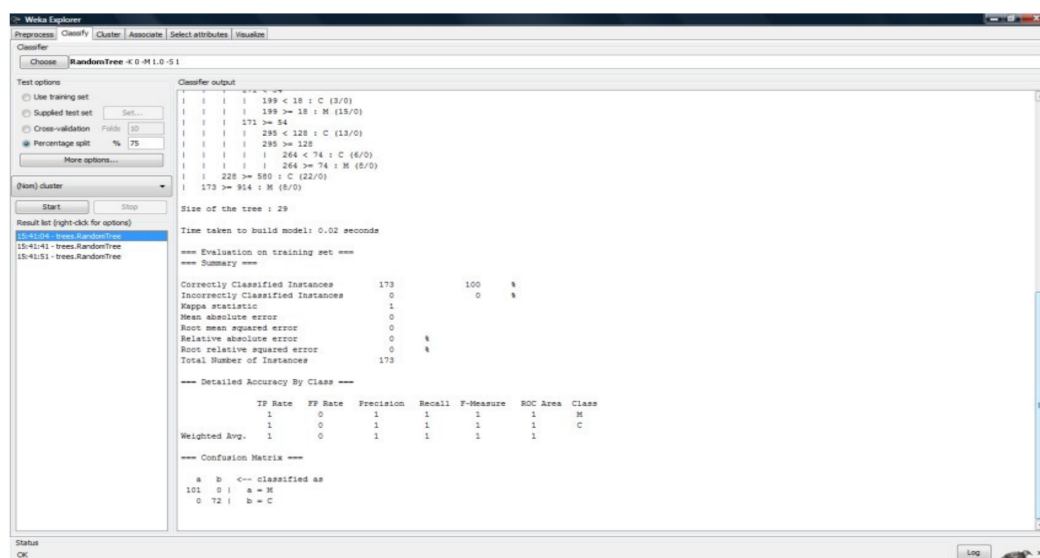 Weka Explorer
Preprocess Classify Cluster Associate Select attributes Visualize
Classifier
Choose RandomTree -K 0 -M 1.0 -S 1
Test options
Use training set
Supplied test set Set...
Cross-validation Folds 10
Percentage split % 75
More options...
(Nom) cluster
Start Stop
Result list (right-click for options)
15:41:04 - trees.RandomTree
15:41:41 - trees.RandomTree
15:41:51 - trees.RandomTree
Classifier output
| | | | 199 < 18 : C (3/0)
| | | | 199 >= 18 : M (15/0)
| | | 171 >= 54
| | | | 295 < 128 : C (13/0)
| | | | 295 >= 128
| | | | | 264 < 74 : C (6/0)
| | | | | 264 >= 74 : M (8/0)
| | 228 >= 580 : C (22/0)
| 173 >= 914 : M (8/0)
Size of the tree : 29
Time taken to build model: 0.02 seconds
=== Evaluation on training set ===
=== Summary ===
Correctly Classified Instances 173 100 %
Incorrectly Classified Instances 0 0 %
Kappa statistic 1
Mean absolute error 0
Root mean squared error 0
Relative absolute error 0 %
Root relative squared error 0 %
Total Number of Instances 173
=== Detailed Accuracy By Class ===
TP Rate FP Rate Precision Recall F-Measure ROC Area Class
1 0 1 1 1 1 M
1 0 1 1 1 1 C
Weighted Avg. 1 0 1 1 1 1
=== Confusion Matrix ===
a b <-- classified as
101 0 | a = M
0 72 | b = C
Status
OK
Log